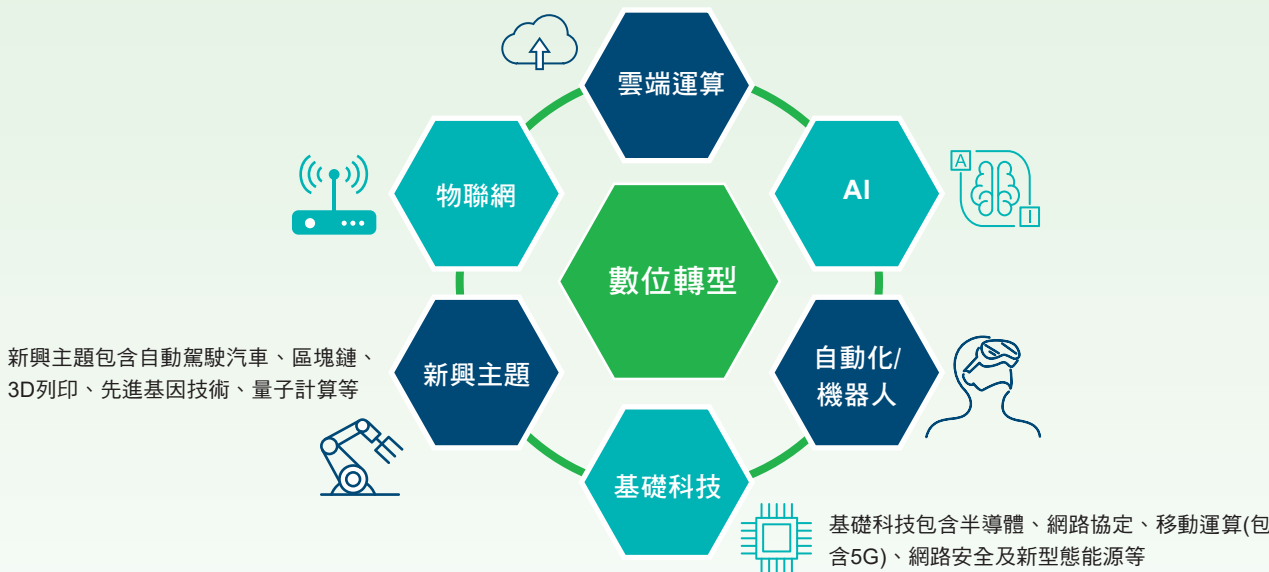 雲端運算
物聯網
AI
A
I
數位轉型
新興主題包含自動駕駛汽車、區塊鏈、
3D列印、先進基因技術、量子計算等
新興主題
自動化/
機器人
基礎科技
基礎科技包含半導體、網路協定、移動運算(包
含5G)、網路安全及新型態能源等